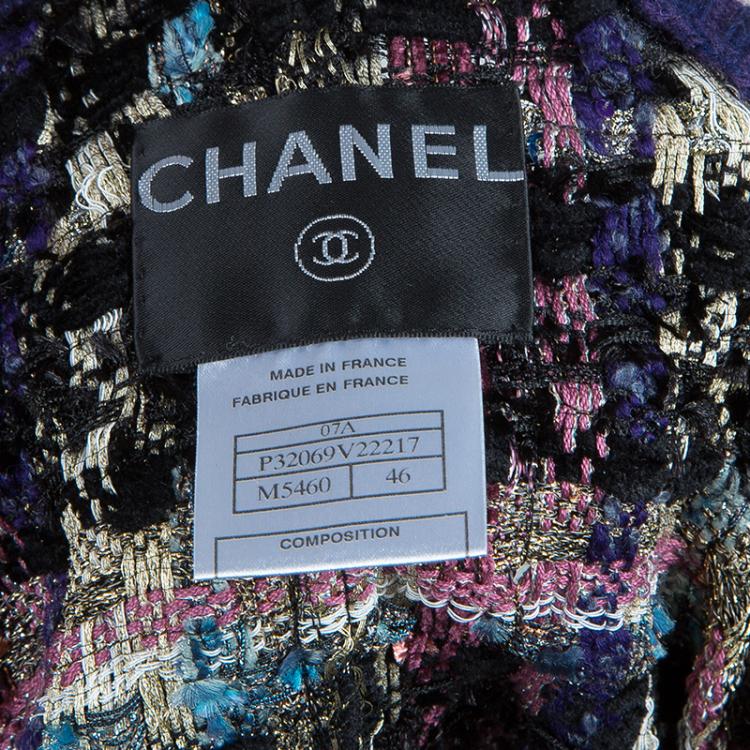 CHANEL
MADE IN FRANCE
FABRIQUE EN FRANCE
07A
P32069V22217
M5460 46
COMPOSITION